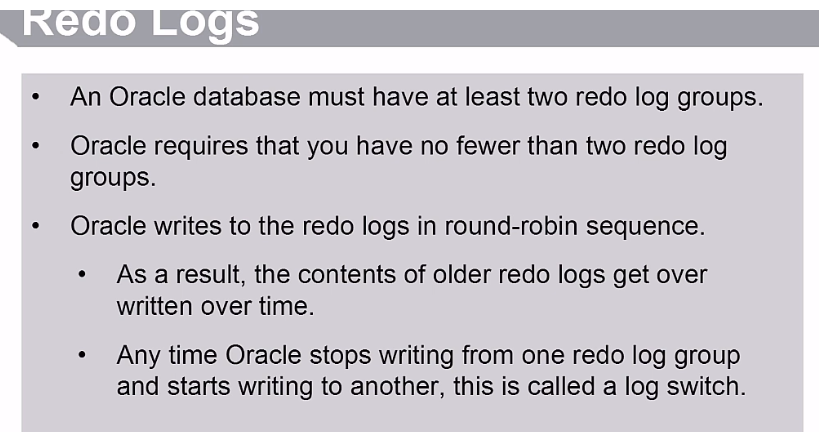 Redo Logs
• An Oracle database must have at least two redo log groups.
• Oracle requires that you have no fewer than two redo log
groups.
• Oracle writes to the redo logs in round-robin sequence.
• As a result, the contents of older redo logs get over
written over time.
• Any time Oracle stops writing from one redo log group
and starts writing to another, this is called a log switch.